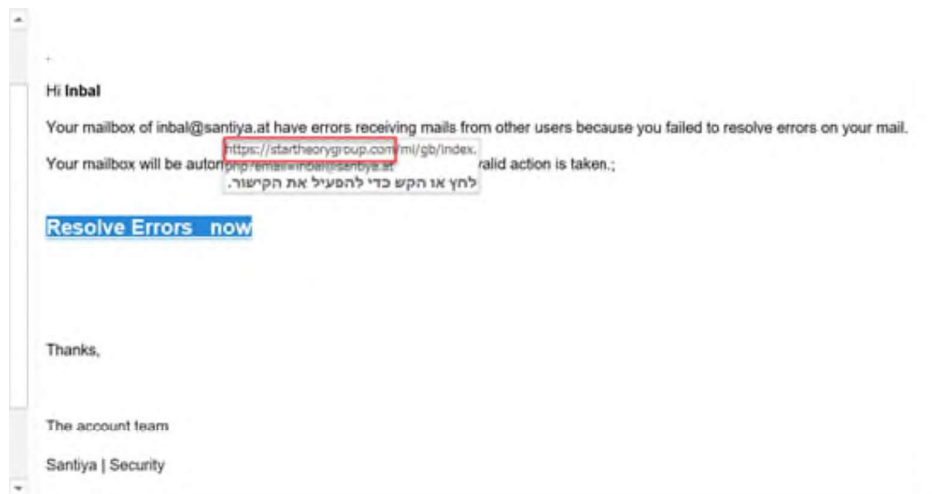 Hi Inbal
Your mailbox of inbal@santiya.at have errors receiving mails from other users because you failed to resolve errors on your mail.
https://startheorygroup.com/mi/gb/index.
Your mailbox will be autom php?email=inbal@santiya.at valid action is taken.;
לחץ או הקש כדי להפעיל את הקישור.
Resolve Errors now
Thanks,
The account team
Santiya | Security